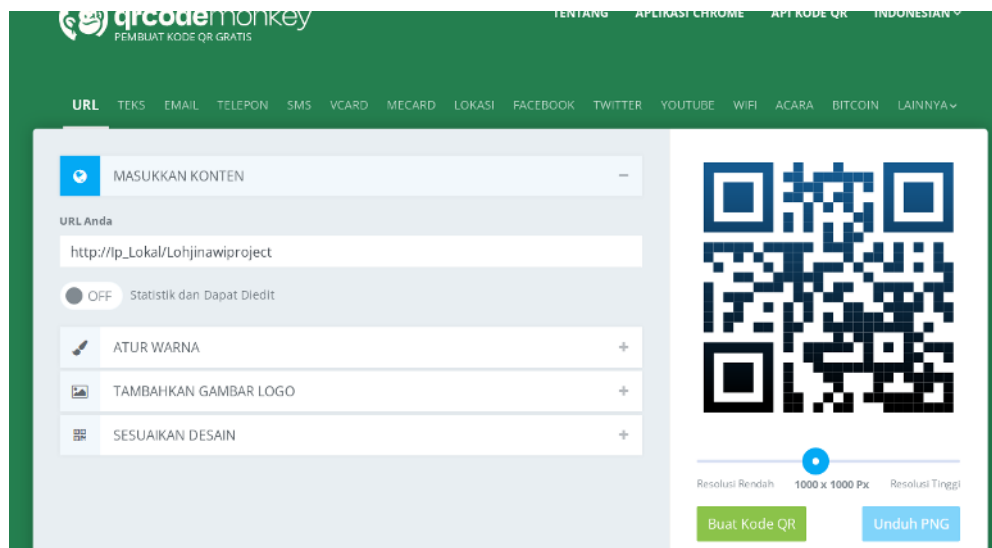 qrcodemonkey
PEMBUAT KODE QR GRATIS
TENTANG APLIKASI CHROME API KODE QR INDONESIAN
URL TEKS EMAIL TELEPON SMS VCARD MECARD LOKASI FACEBOOK TWITTER YOUTUBE WIFI ACARA BITCOIN LAINNYA
MASUKKAN KONTEN
URL Anda
http://Ip_Lokal/Lohjinawiproject
OFF Statistik dan Dapat Diedit
ATUR WARNA
TAMBAHKAN GAMBAR LOGO
SESUAIKAN DESAIN
Resolusi Rendah 1000 x 1000 Px Resolusi Tinggi
Buat Kode QR Unduh PNG